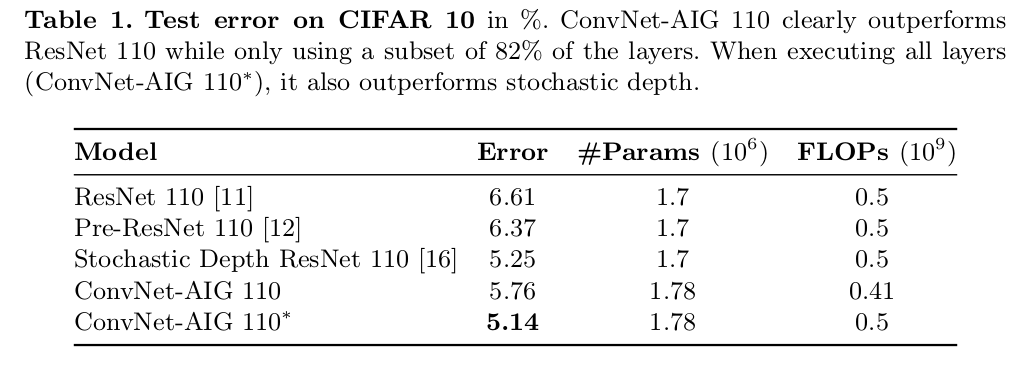 Table 1. Test error on CIFAR 10 in %. ConvNet-AIG 110 clearly outperforms
ResNet 110 while only using a subset of 82% of the layers. When executing all layers
(ConvNet-AIG 110*), it also outperforms stochastic depth.
Model Error #Params (10⁶) FLOPs (10⁹)
ResNet 110 [11] 6.61 1.7 0.5
Pre-ResNet 110 [12] 6.37 1.7 0.5
Stochastic Depth ResNet 110 [16] 5.25 1.7 0.5
ConvNet-AIG 110 5.76 1.78 0.41
ConvNet-AIG 110* 5.14 1.78 0.5